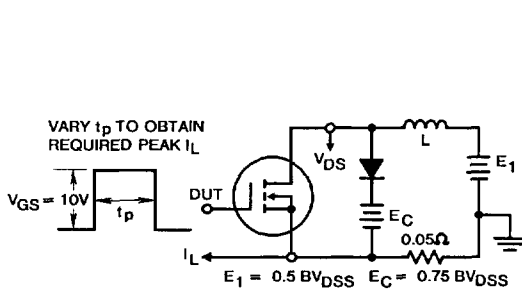 VARY tp TO OBTAIN
REQUIRED PEAK IL
VGS = 10V
tp
DUT
VDS
L
E1
EC
0.05Ω
IL
E1 = 0.5 BVDSS EC = 0.75 BVDSS